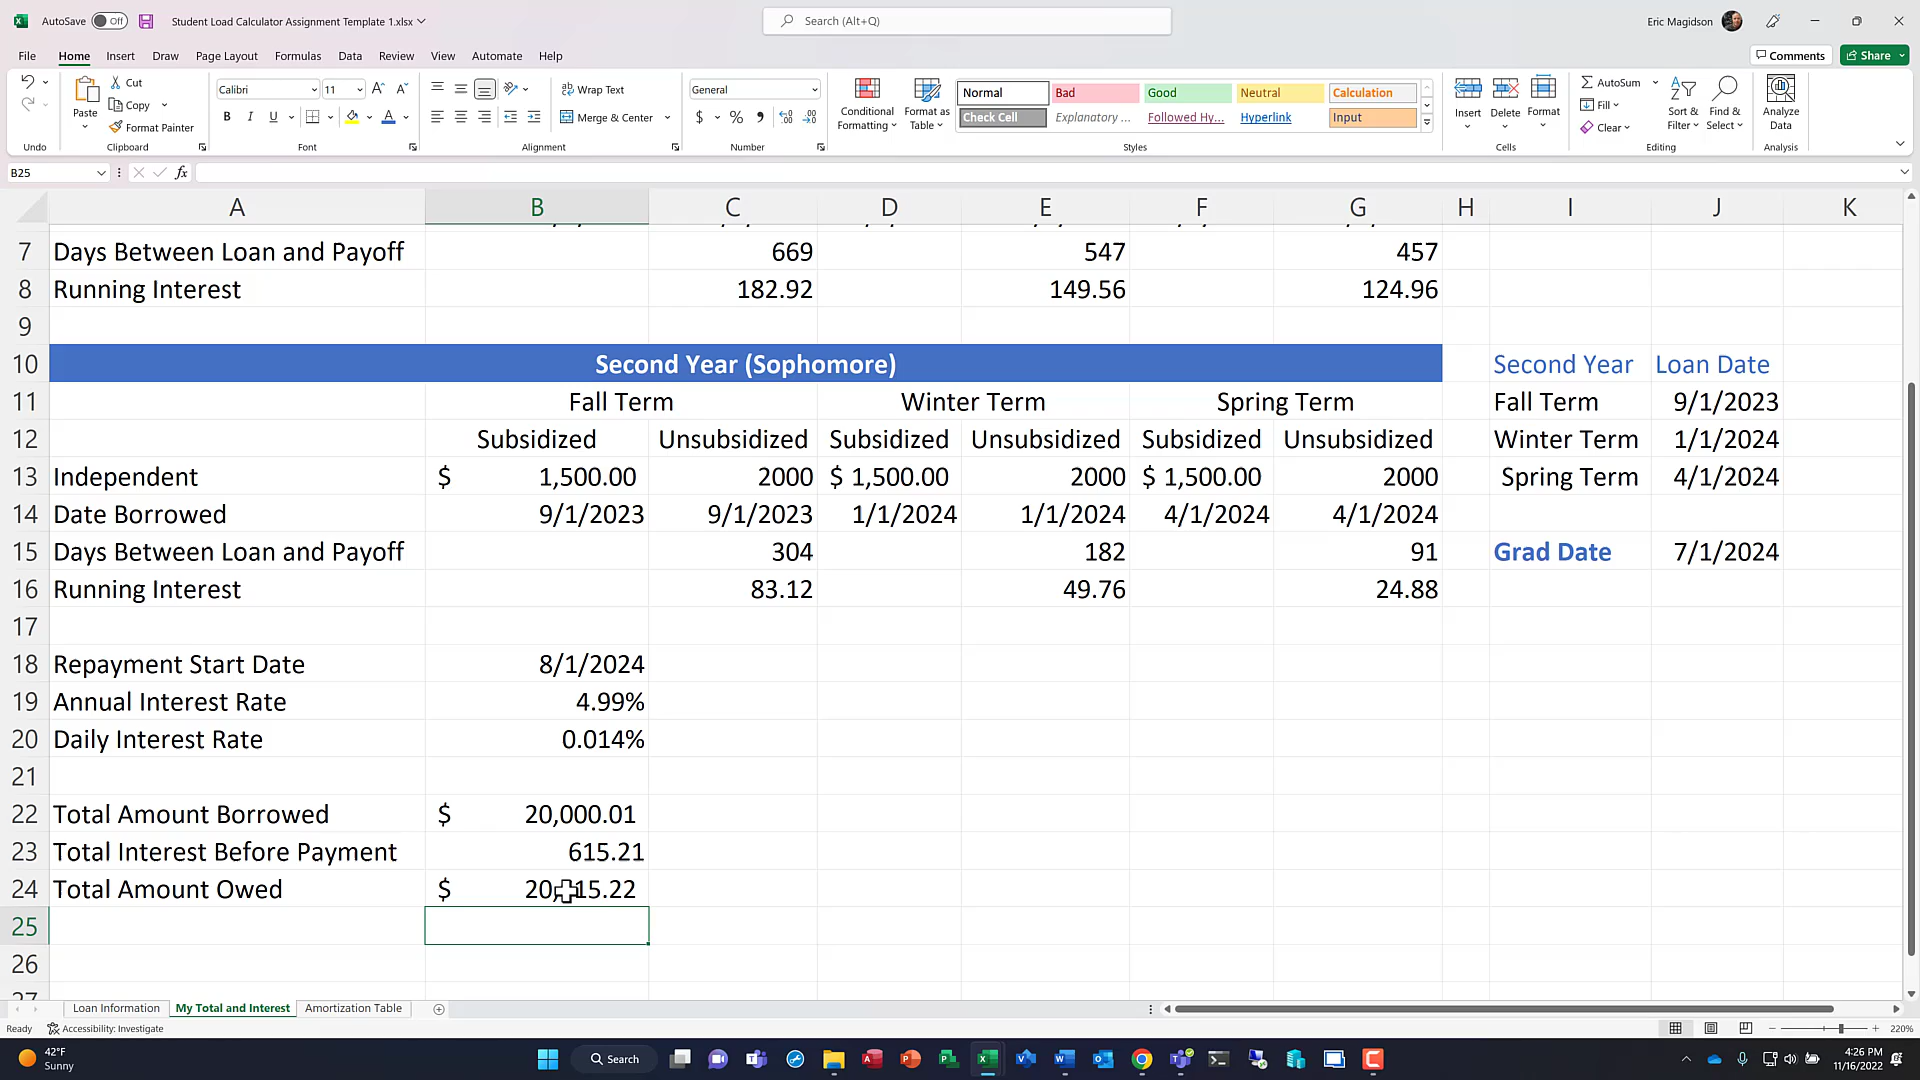 AutoSave Off Student Load Calculator Assignment Template 1.xlsx Search (Alt+Q) Eric Magidson
File Home Insert Draw Page Layout Formulas Data Review View Automate Help Comments Share
Cut Calibri 11 Wrap Text General Normal Bad Good Neutral Calculation AutoSum
Paste Copy Format Painter B I U Merge & Center $ % Conditional Formatting Format as Table Check Cell Explanatory ... Followed Hy... Hyperlink Input Insert Delete Format Fill Clear Sort & Filter Find & Select Analyze Data
Undo Clipboard Font Alignment Number Styles Cells Editing Analysis
B25 fx
A B C D E F G H I J K
7 Days Between Loan and Payoff 669 547 457
8 Running Interest 182.92 149.56 124.96
9
10 Second Year (Sophomore) Second Year Loan Date
11 Fall Term Winter Term Spring Term Fall Term 9/1/2023
12 Subsidized Unsubsidized Subsidized Unsubsidized Subsidized Unsubsidized Winter Term 1/1/2024
13 Independent $ 1,500.00 2000 $ 1,500.00 2000 $ 1,500.00 2000 Spring Term 4/1/2024
14 Date Borrowed 9/1/2023 9/1/2023 1/1/2024 1/1/2024 4/1/2024 4/1/2024
15 Days Between Loan and Payoff 304 182 91 Grad Date 7/1/2024
16 Running Interest 83.12 49.76 24.88
17
18 Repayment Start Date 8/1/2024
19 Annual Interest Rate 4.99%
20 Daily Interest Rate 0.014%
21
22 Total Amount Borrowed $ 20,000.01
23 Total Interest Before Payment 615.21
24 Total Amount Owed $
25
26
Loan Information My Total and Interest Amortization Table
Ready Accessibility: Investigate 220%
42°F
Sunny
Search
4:26 PM
11/16/2022